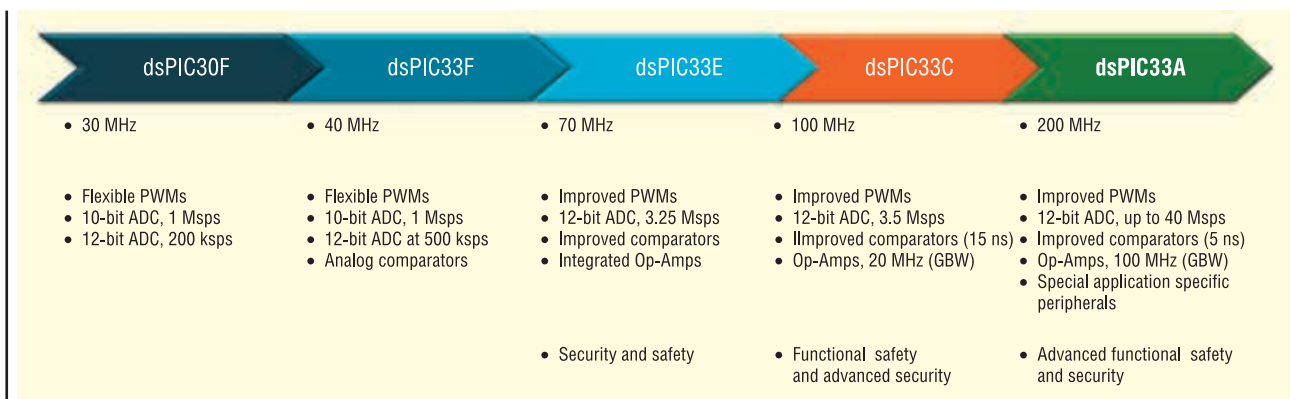 dsPIC30F
dsPIC33F
dsPIC33E
dsPIC33C
dsPIC33A
• 30 MHz
• Flexible PWMs
• 10-bit ADC, 1 Msps
• 12-bit ADC, 200 ksps
• 40 MHz
• Flexible PWMs
• 10-bit ADC, 1 Msps
• 12-bit ADC at 500 ksps
• Analog comparators
• 70 MHz
• Improved PWMs
• 12-bit ADC, 3.25 Msps
• Improved comparators
• Integrated Op-Amps
• Security and safety
• 100 MHz
• Improved PWMs
• 12-bit ADC, 3.5 Msps
• IImproved comparators (15 ns)
• Op-Amps, 20 MHz (GBW)
• Functional safety
and advanced security
• 200 MHz
• Improved PWMs
• 12-bit ADC, up to 40 Msps
• Improved comparators (5 ns)
• Op-Amps, 100 MHz (GBW)
• Special application specific
peripherals
• Advanced functional safety
and security